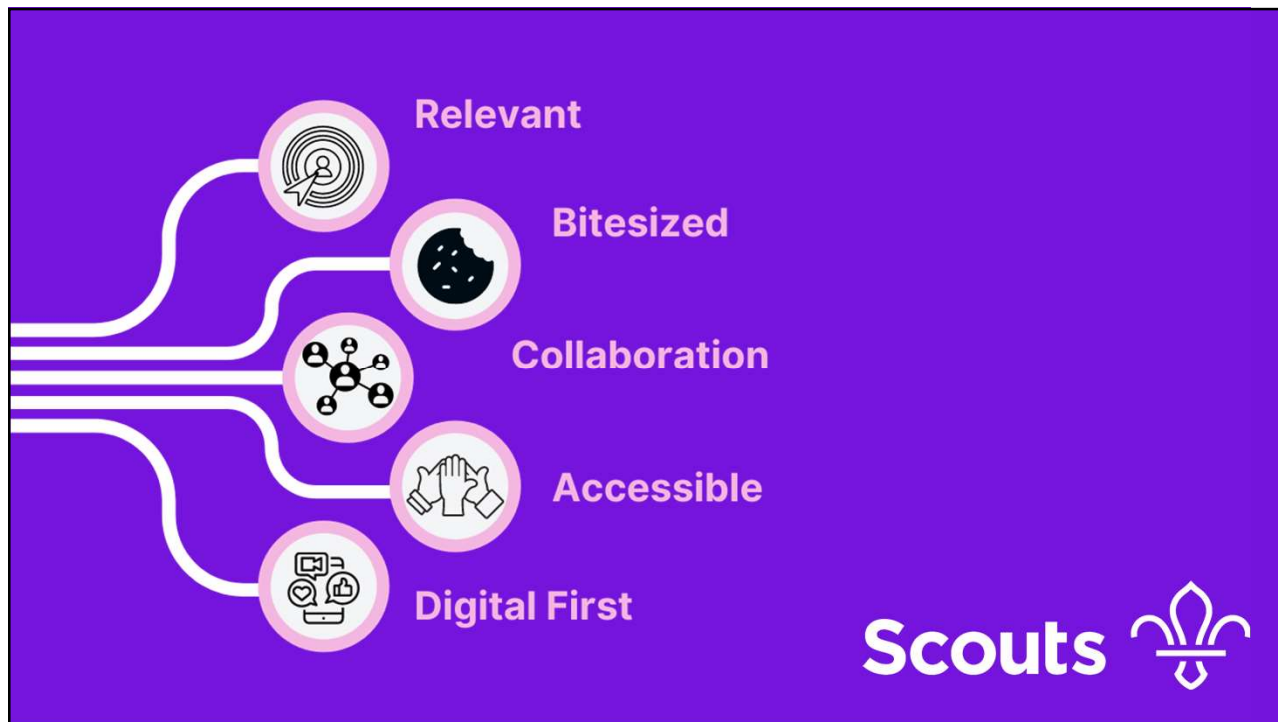 Relevant
Bitesized
Collaboration
Accessible
Digital First
Scouts